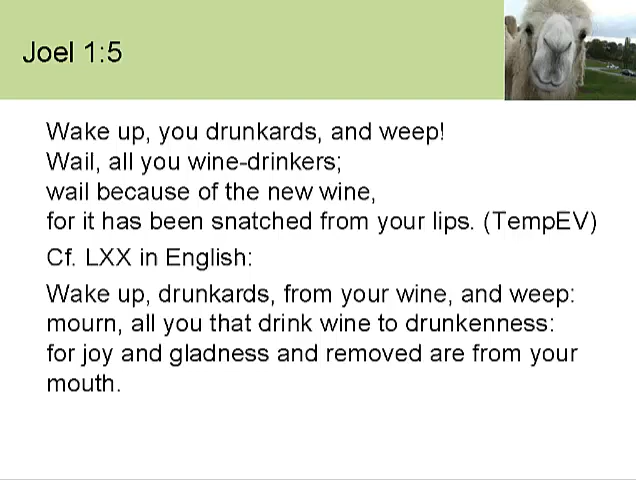 Joel 1:5
Wake up, you drunkards, and weep!
Wail, all you wine-drinkers;
wail because of the new wine,
for it has been snatched from your lips. (TempEV)
Cf. LXX in English:
Wake up, drunkards, from your wine, and weep:
mourn, all you that drink wine to drunkenness:
for joy and gladness and removed are from your
mouth.